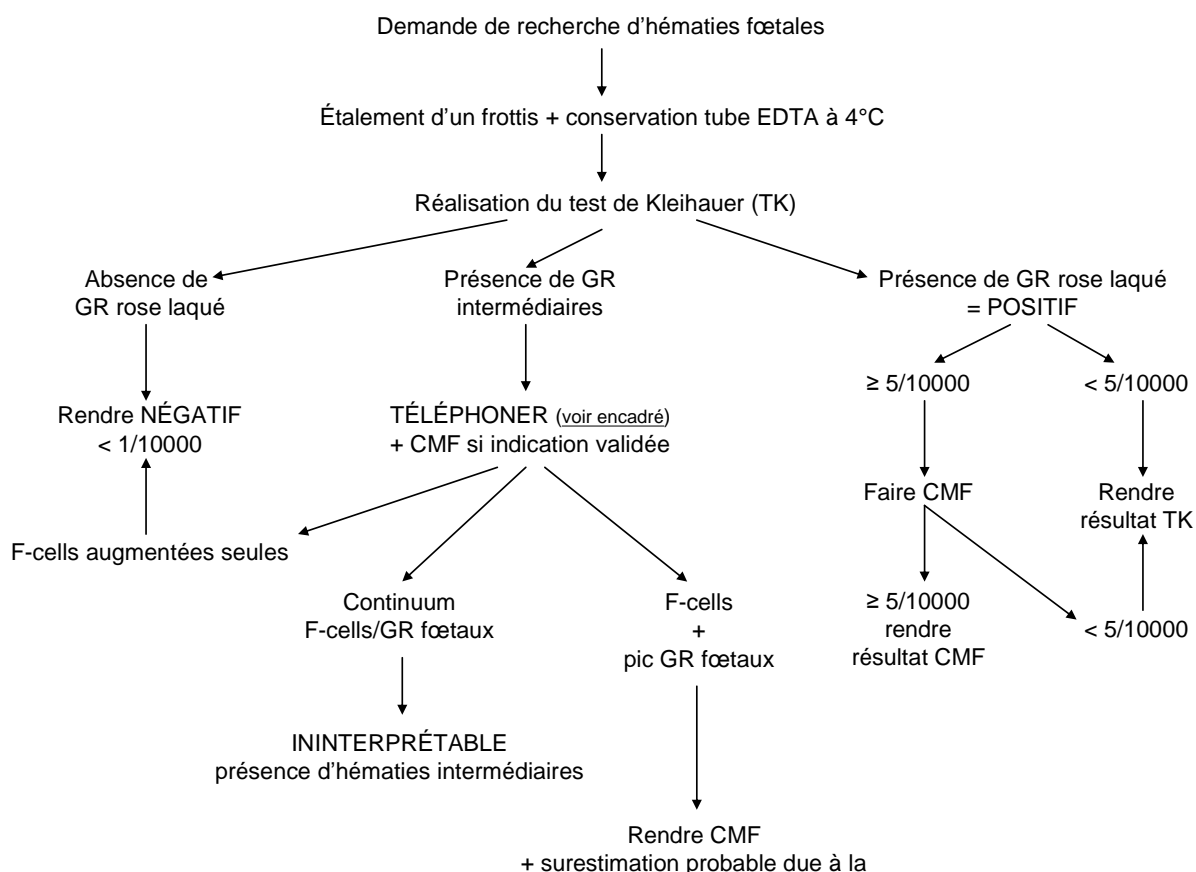 Demande de recherche d'hématies fœtales
Étalement d'un frottis + conservation tube EDTA à 4°C
Réalisation du test de Kleihauer (TK)
Absence de
GR rose laqué
Rendre NÉGATIF
< 1/10000
Présence de GR
intermédiaires
TÉLÉPHONER (voir encadré)
+ CMF si indication validée
F-cells augmentées seules
Continuum
F-cells/GR fœtaux
ININTERPRÉTABLE
présence d'hématies intermédiaires
F-cells
+
pic GR fœtaux
Rendre CMF
+ surestimation probable due à la
Présence de GR rose laqué
= POSITIF
≥ 5/10000
Faire CMF
≥ 5/10000
rendre
résultat CMF
< 5/10000
Rendre
résultat TK
< 5/10000